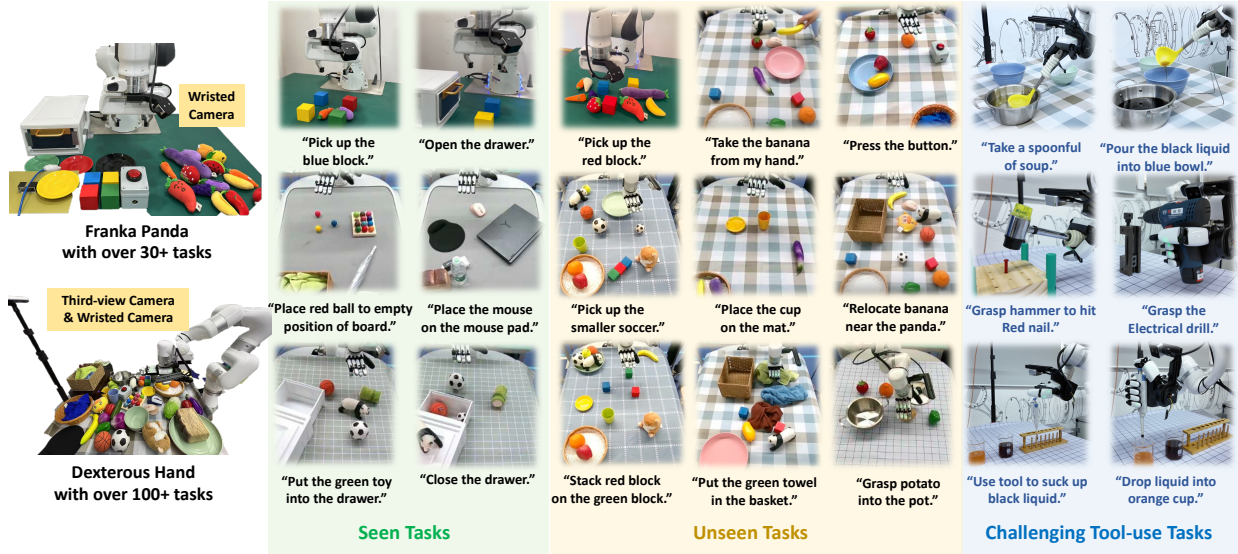 Wristed
Camera
Franka Panda
with over 30+ tasks
Third-view Camera
& Wristed Camera
Dexterous Hand
with over 100+ tasks
“Pick up the
blue block.”
“Open the drawer.”
“Place red ball to empty
position of board.”
“Place the mouse
on the mouse pad.”
“Put the green toy
into the drawer.”
“Close the drawer.”
Seen Tasks
“Pick up the
red block.”
“Take the banana
from my hand.”
“Press the button.”
“Pick up the
smaller soccer.”
“Place the cup
on the mat.”
“Relocate banana
near the panda.”
“Stack red block
on the green block.”
“Put the green towel
in the basket.”
“Grasp potato
into the pot.”
Unseen Tasks
“Take a spoonful
of soup.”
“Pour the black liquid
into blue bowl.”
“Grasp hammer to hit
Red nail.”
“Grasp the
Electrical drill.”
“Use tool to suck up
black liquid.”
“Drop liquid into
orange cup.”
Challenging Tool-use Tasks